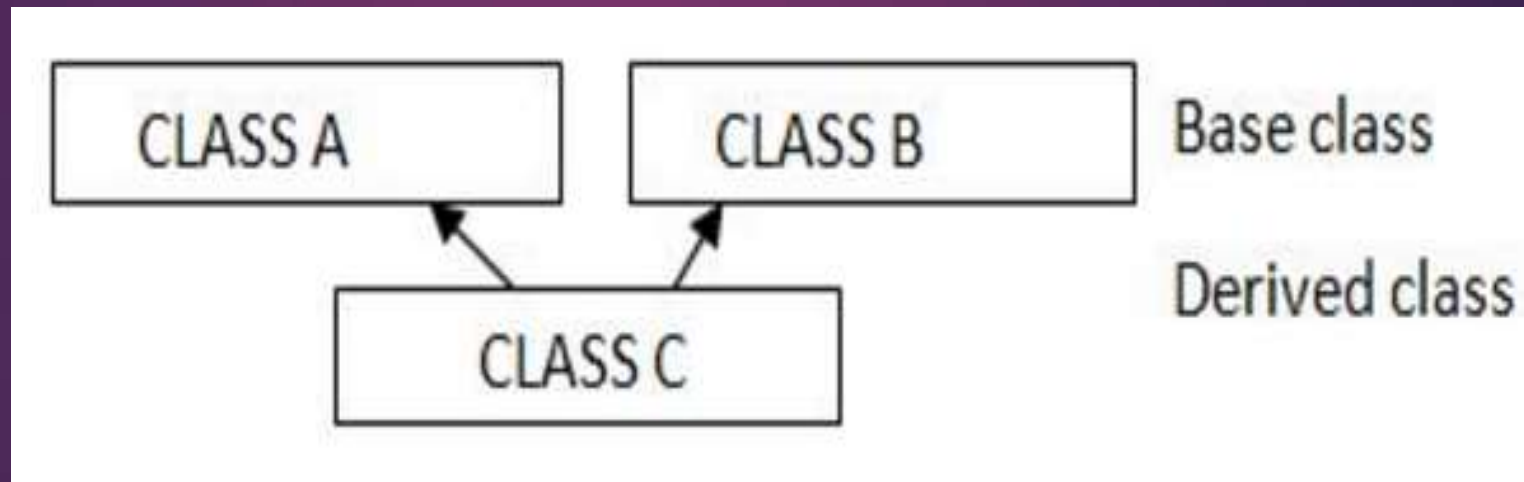 CLASS A
CLASS B
Base class
Derived class
CLASS C